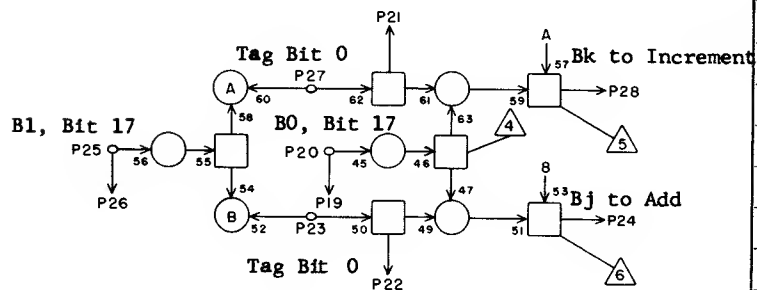 P21
Tag Bit 0
A
P27
57
Bk to Increment
A
60
62
61
59
P28
58
63
B1, Bit 17
B0, Bit 17
4
5
P25
56
55
P20
45
46
P26
54
P19
47
8
53
Bj to Add
B
52
P23
50
49
51
P24
Tag Bit 0
P22
6